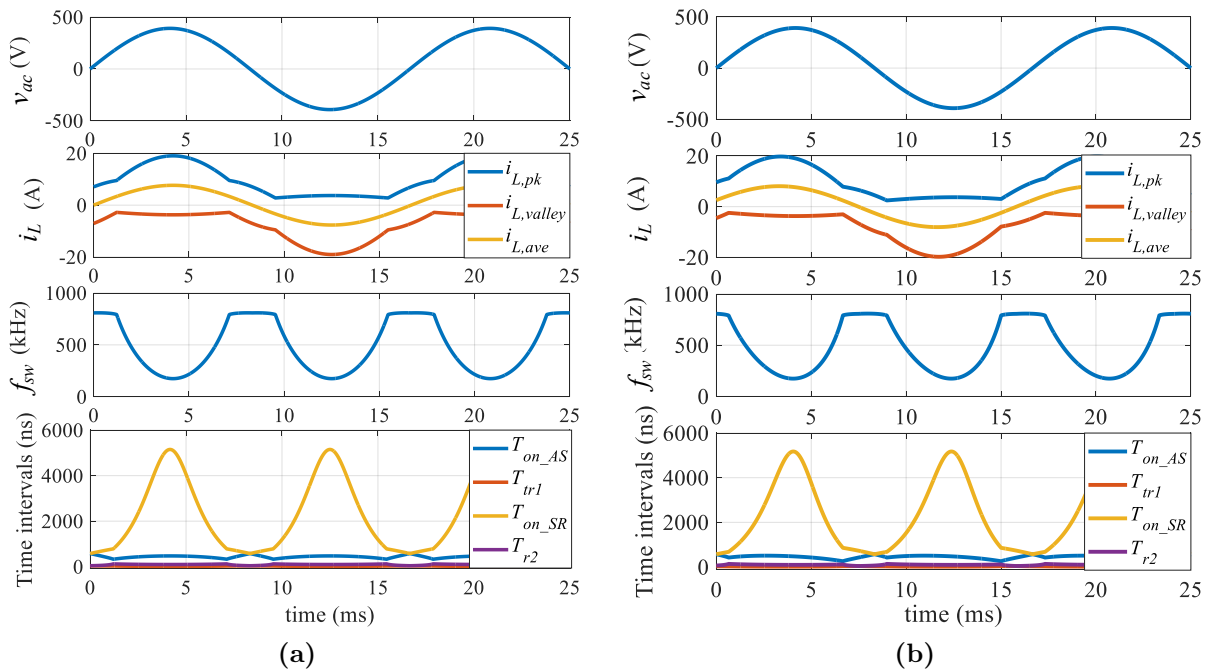 500
0
-500
v_ac (V)
0 5 10 15 20 25
20
0
-20
i_L (A)
i_L,pk
i_L,valley
i_L,ave
0 5 10 15 20 25
1000
500
0
f_sw (kHz)
0 5 10 15 20 25
6000
4000
2000
0
Time intervals (ns)
T_on_AS
T_tr1
T_on_SR
T_r2
0 5 10 15 20 25
time (ms)
(a)
500
0
-500
v_ac (V)
0 5 10 15 20 25
20
0
-20
i_L (A)
i_L,pk
i_L,valley
i_L,ave
0 5 10 15 20 25
1000
500
0
f_sw (kHz)
0 5 10 15 20 25
6000
4000
2000
0
Time intervals (ns)
T_on_AS
T_tr1
T_on_SR
T_r2
0 5 10 15 20 25
time (ms)
(b)